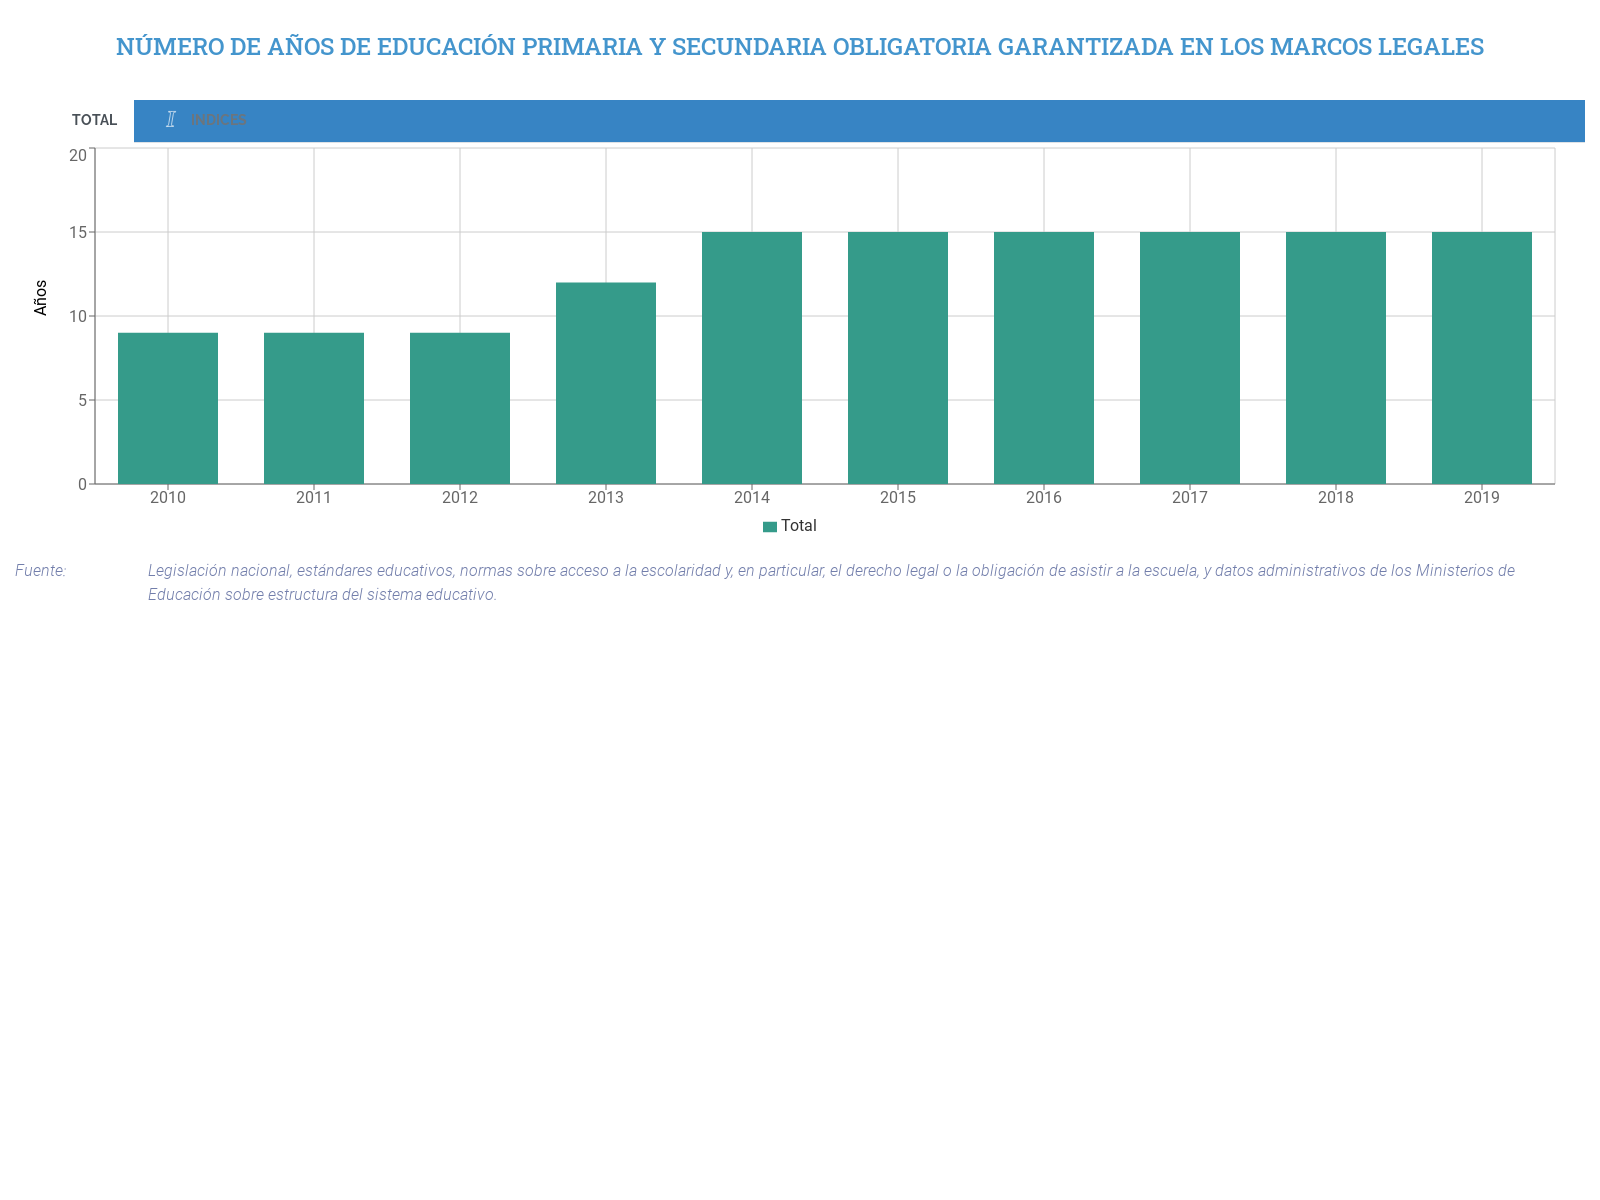 NÚMERO DE AÑOS DE EDUCACIÓN PRIMARIA Y SECUNDARIA OBLIGATORIA GARANTIZADA EN LOS MARCOS LEGALES
TOTAL
INDICES
20
15
10
5
0
Años
2010 2011 2012 2013 2014 2015 2016 2017 2018 2019
Total
Fuente: Legislación nacional, estándares educativos, normas sobre acceso a la escolaridad y, en particular, el derecho legal o la obligación de asistir a la escuela, y datos administrativos de los Ministerios de
Educación sobre estructura del sistema educativo.